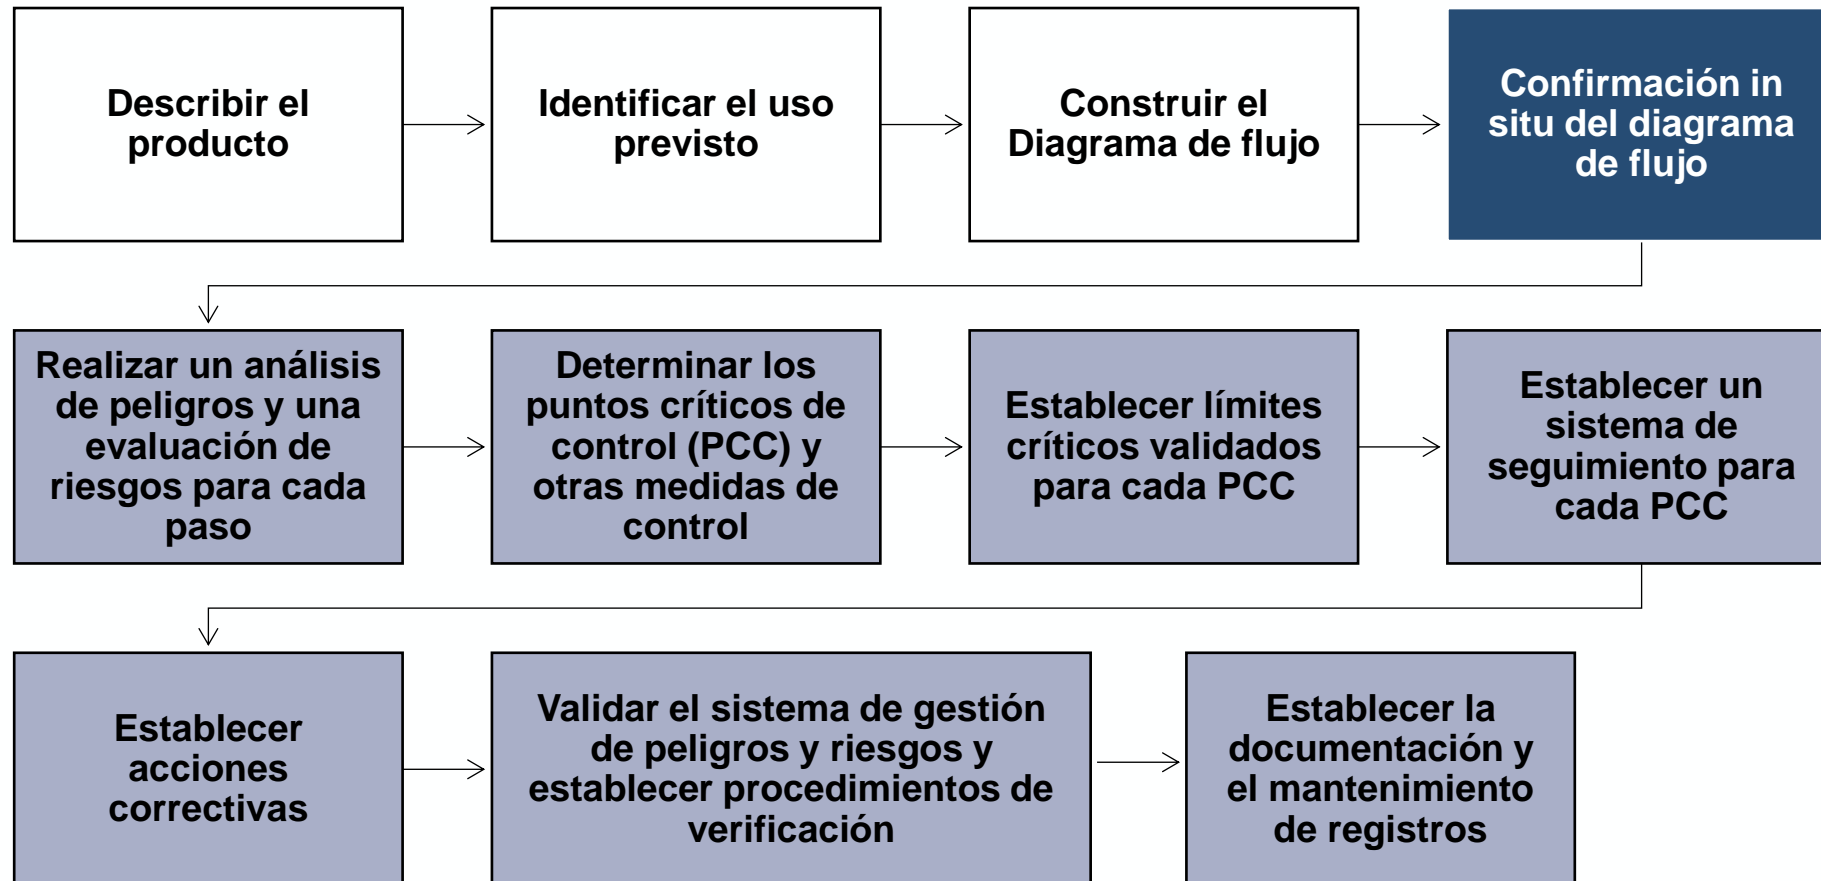 Describir el
producto
Identificar el uso
previsto
Construir el
Diagrama de flujo
Confirmación in
situ del diagrama
de flujo
Realizar un análisis
de peligros y una
evaluación de
riesgos para cada
paso
Determinar los
puntos críticos de
control (PCC) y
otras medidas de
control
Establecer límites
críticos validados
para cada PCC
Establecer un
sistema de
seguimiento para
cada PCC
Establecer
acciones
correctivas
Validar el sistema de gestión
de peligros y riesgos y
establecer procedimientos de
verificación
Establecer la
documentación y
el mantenimiento
de registros